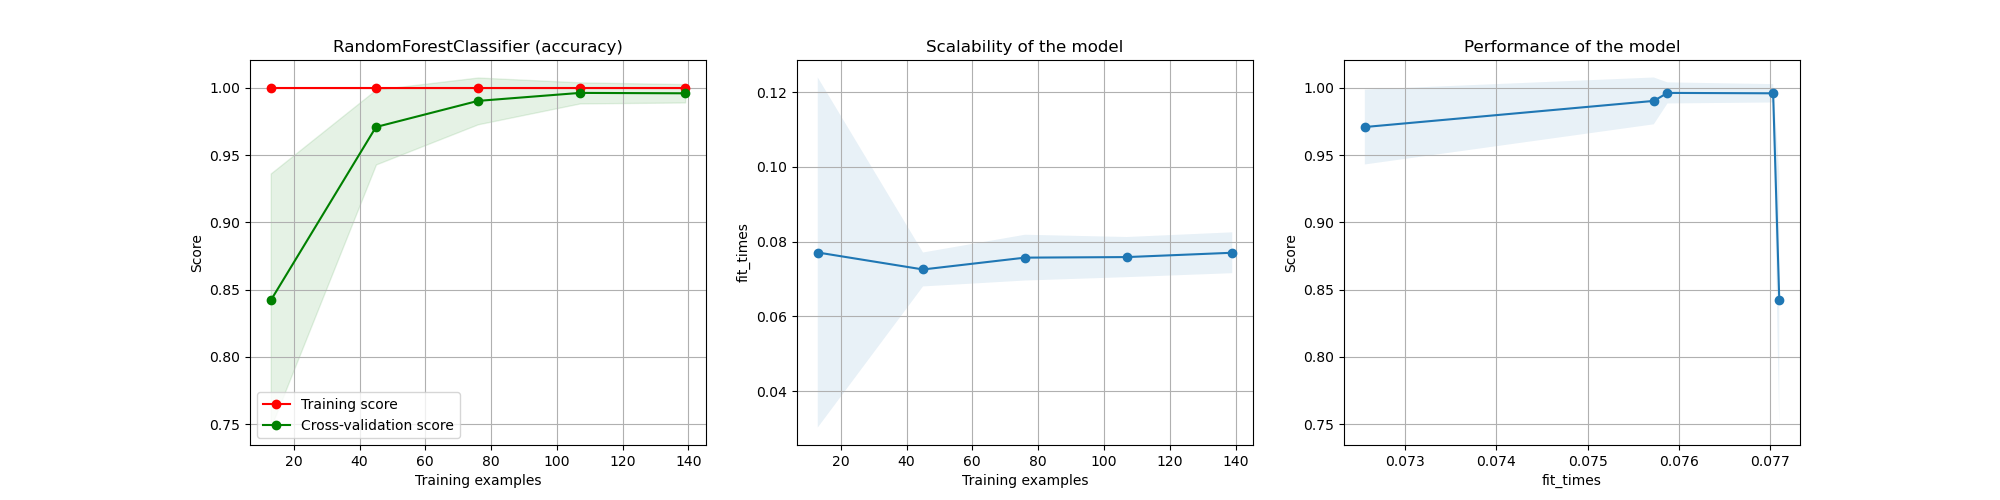 RandomForestClassifier (accuracy)
Score
1.00
0.95
0.90
0.85
0.80
0.75
Training score
Cross-validation score
20 40 60 80 100 120 140
Training examples
Scalability of the model
fit_times
0.12
0.10
0.08
0.06
0.04
20 40 60 80 100 120 140
Training examples
Performance of the model
Score
1.00
0.95
0.90
0.85
0.80
0.75
0.073 0.074 0.075 0.076 0.077
fit_times